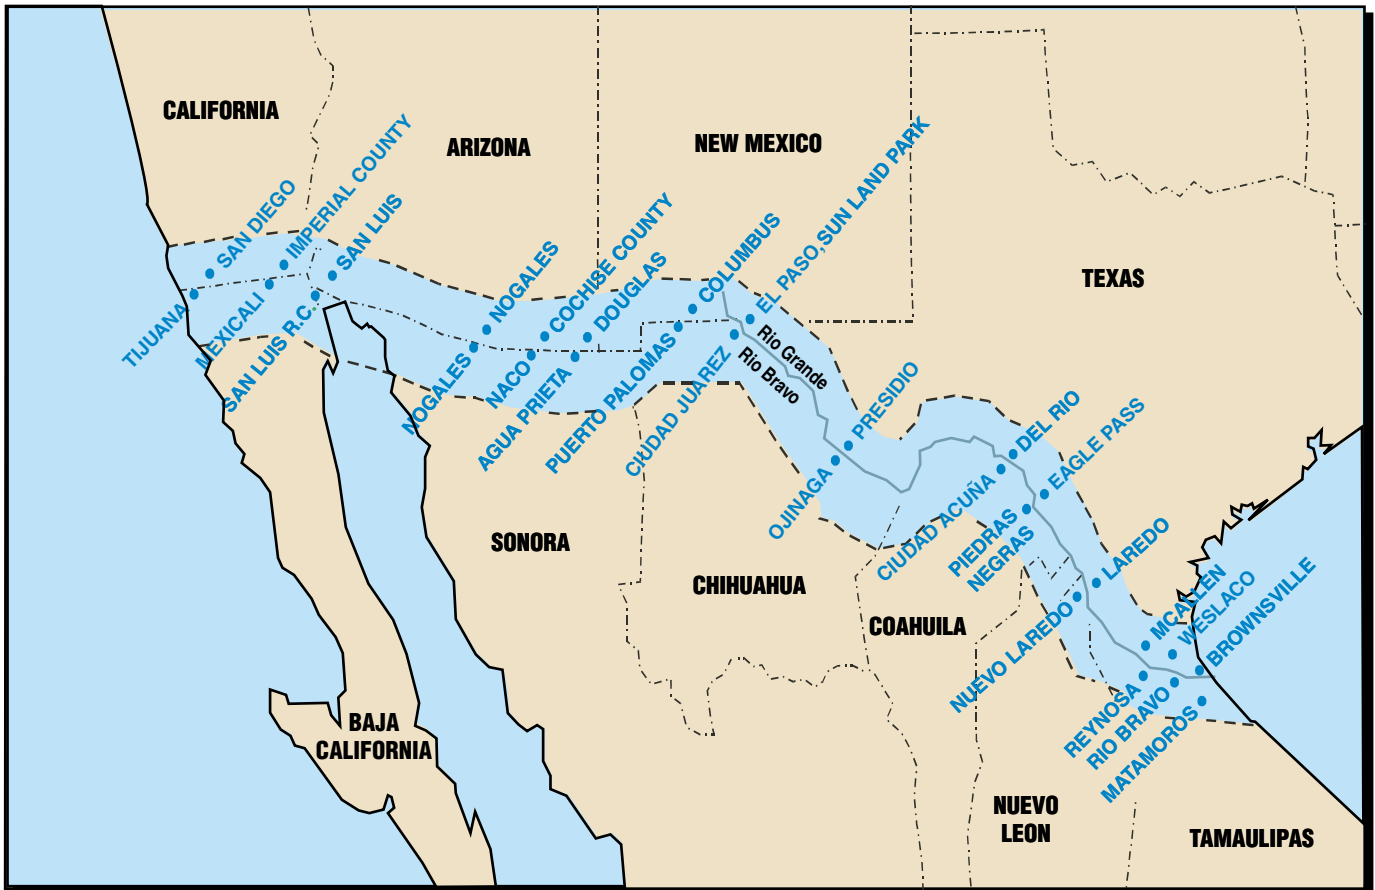 CALIFORNIA
ARIZONA
NEW MEXICO
TEXAS
SAN DIEGO
IMPERIAL COUNTY
SAN LUIS
NOGALES
COCHISE COUNTY
DOUGLAS
COLUMBUS
EL PASO, SUN LAND PARK
PRESIDIO
DEL RIO
EAGLE PASS
LAREDO
MCALLEN
WESLACO
BROWNSVILLE
Rio Grande
Rio Bravo
TIJUANA
MEXICALI
SAN LUIS R.C.
NOGALES
NACO
AGUA PRIETA
PUERTO PALOMAS
CIUDAD JUAREZ
OJINAGA
CIUDAD ACUÑA
PIEDRAS
NEGRAS
NUEVO LAREDO
REYNOSA
RIO BRAVO
MATAMOROS
SONORA
CHIHUAHUA
COAHUILA
BAJA
CALIFORNIA
NUEVO
LEON
TAMAULIPAS